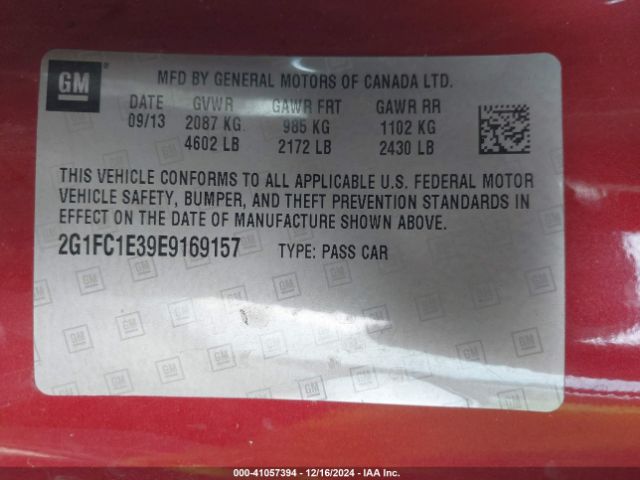 GM
MFD BY GENERAL MOTORS OF CANADA LTD.
DATE GVWR GAWR FRT GAWR RR
09/13 2087 KG 985 KG 1102 KG
4602 LB 2172 LB 2430 LB
THIS VEHICLE CONFORMS TO ALL APPLICABLE U.S. FEDERAL MOTOR
VEHICLE SAFETY, BUMPER, AND THEFT PREVENTION STANDARDS IN
EFFECT ON THE DATE OF MANUFACTURE SHOWN ABOVE.
2G1FC1E39E9169157 TYPE: PASS CAR
000-41057394 - 12/16/2024 - IAA Inc.